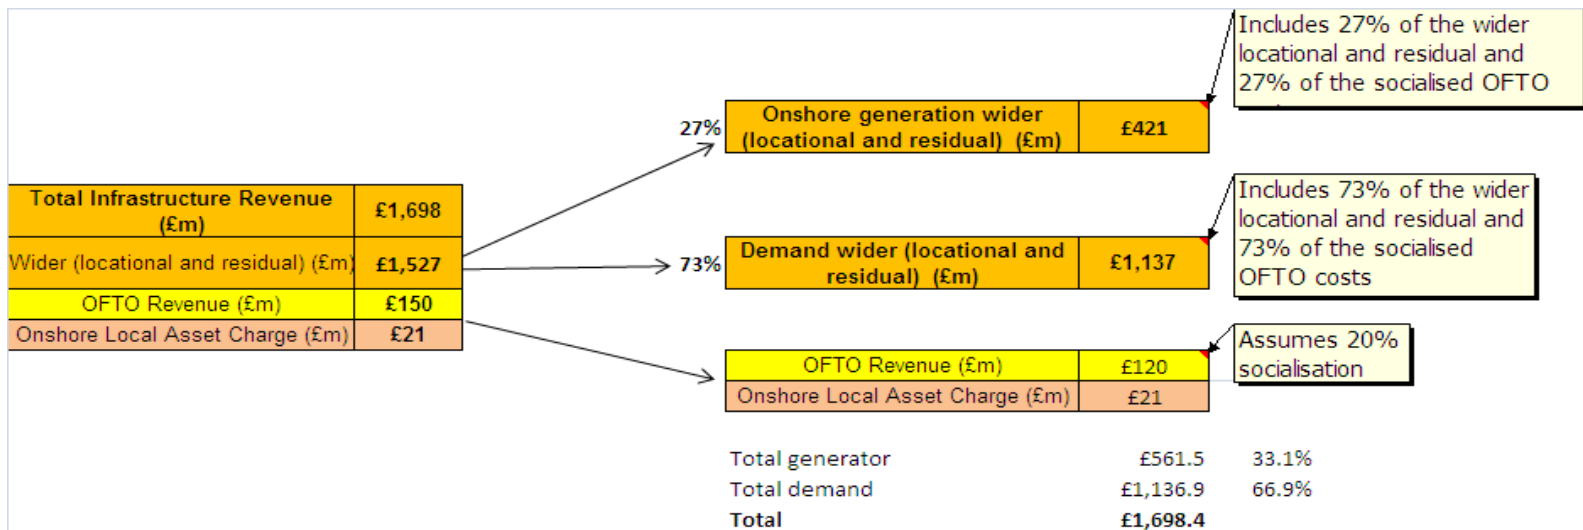 Includes 27% of the wider
locational and residual and
27% of the socialised OFTO
27%
Onshore generation wider
(locational and residual) (£m)
£421
Total Infrastructure Revenue
(£m)
£1,698
Wider (locational and residual) (£m)
£1,527
OFTO Revenue (£m)
£150
Onshore Local Asset Charge (£m)
£21
73%
Demand wider (locational and
residual) (£m)
£1,137
Includes 73% of the wider
locational and residual and
73% of the socialised
OFTO costs
OFTO Revenue (£m)
£120
Onshore Local Asset Charge (£m)
£21
Assumes 20%
socialisation
Total generator £561.5 33.1%
Total demand £1,136.9 66.9%
Total £1,698.4